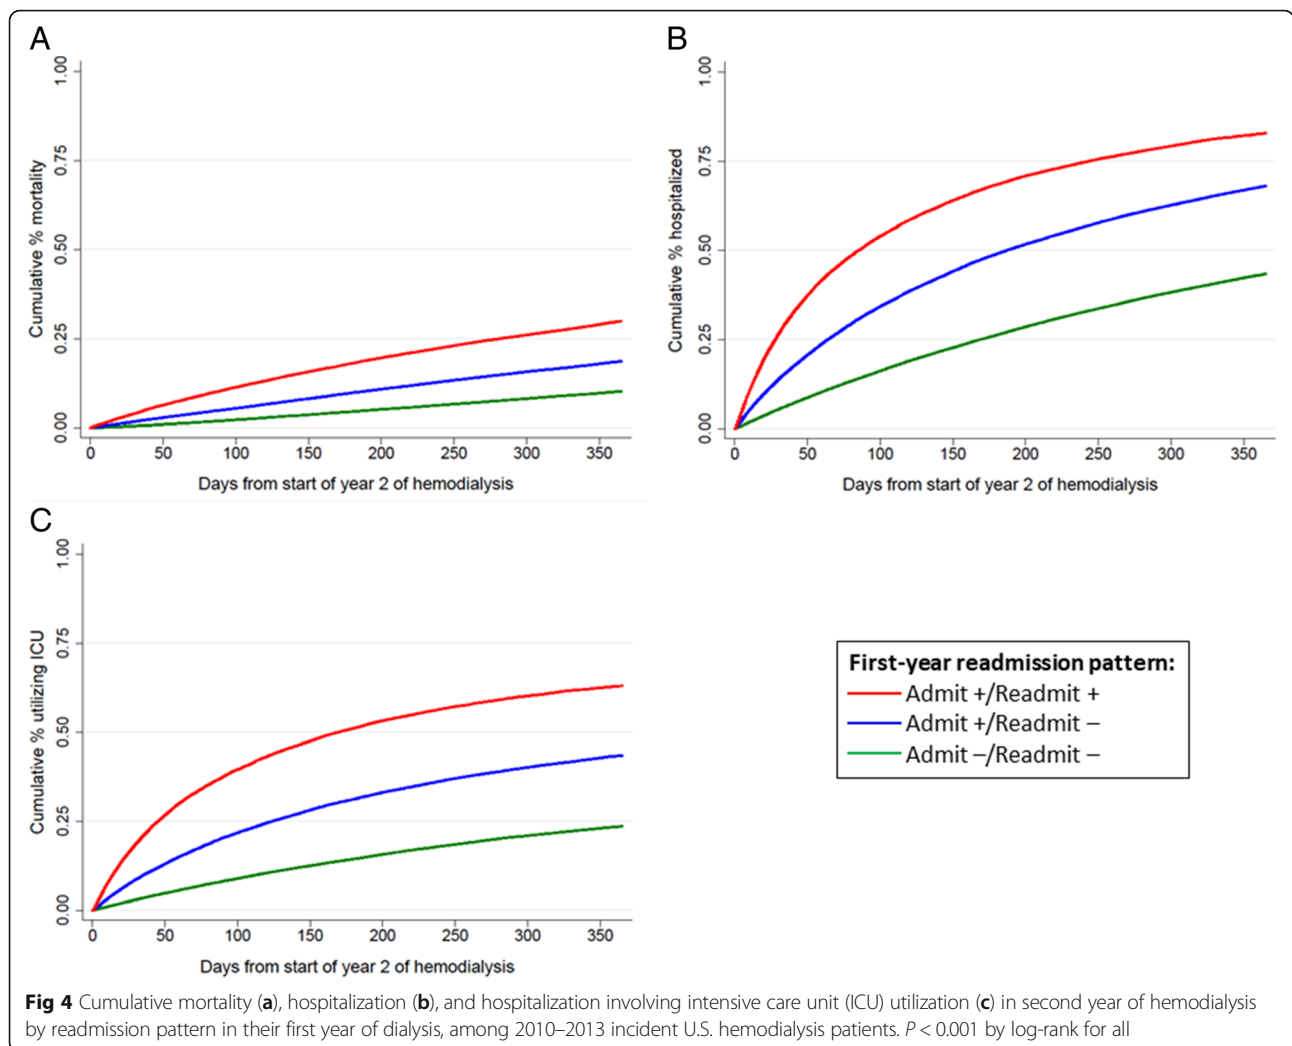 A
Cumulative % mortality
1.00
0.75
0.50
0.25
0.00
0 50 100 150 200 250 300 350
Days from start of year 2 of hemodialysis
B
Cumulative % hospitalized
1.00
0.75
0.50
0.25
0.00
0 50 100 150 200 250 300 350
Days from start of year 2 of hemodialysis
C
Cumulative % utilizing ICU
1.00
0.75
0.50
0.25
0.00
0 50 100 150 200 250 300 350
Days from start of year 2 of hemodialysis
First-year readmission pattern:
Admit +/Readmit +
Admit +/Readmit –
Admit –/Readmit –
Fig 4 Cumulative mortality (a), hospitalization (b), and hospitalization involving intensive care unit (ICU) utilization (c) in second year of hemodialysis
by readmission pattern in their first year of dialysis, among 2010–2013 incident U.S. hemodialysis patients. P < 0.001 by log-rank for all